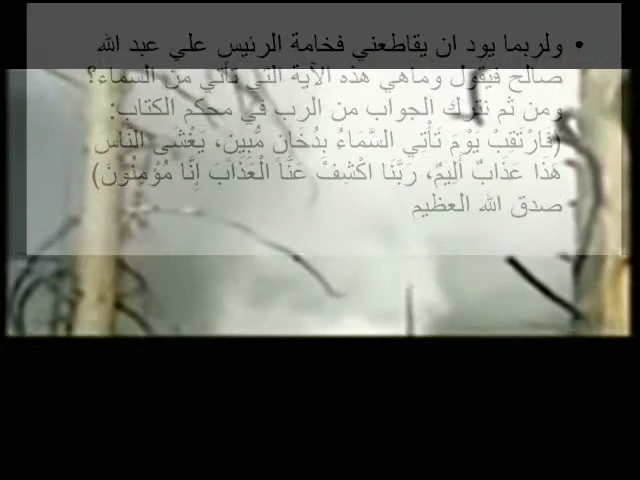 • ولربما يود ان يقاطعني فخامة الرئيس علي عبد الله
صالح فيقول وماهي هذه الآية التي تأتي من السماء؟
ومن ثم نترك الجواب من الرب في محكم الكتاب:
(فَارْتَقِبْ يَوْمَ تَأْتِي السَّمَاءُ بِدُخَانٍ مُّبِينٍ، يَغْشَى النَّاسَ
هَذَا عَذَابٌ أَلِيمٌ، رَبَّنَا اكْشِفْ عَنَّا الْعَذَابَ إِنَّا مُؤْمِنُونَ)
صدق الله العظيم